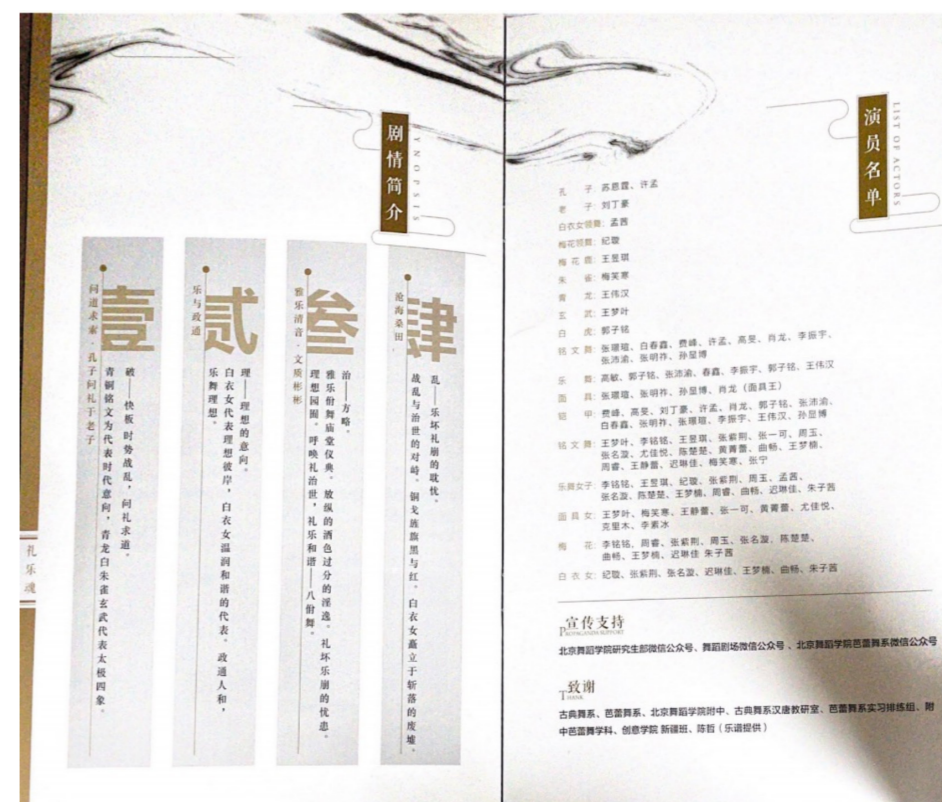 礼乐魂
剧情简介
SYNOPSIS
壹
问道求索·孔子问礼于老子
破——快板 时势战乱，问礼求道。
青铜铭文为代表时代意向，青龙白朱雀玄武代表太极四象。
贰
乐与政通
理——理想的意向。
白衣女代表理想彼岸，白衣女温润和谐的代表。政通人和，
乐舞理想。
叁
雅乐清音·文质彬彬
治——方略。
雅乐佾舞庙堂仪典。放纵的酒色过分的淫逸。礼坏乐崩的忧患。
理想园囿。呼唤礼治世，礼乐和谐——八佾舞。
肆
沧海桑田.
乱——乐坏礼崩的耽忧。
战乱与治世的对峙。铜戈旌旗黑与红。白衣女矗立于斩落的废墟。
演员名单
LIST OF ACTORS
孔 子：苏恩霆、许孟
老 子：刘丁豪
白衣女领舞：孟茜
梅花领舞：纪璇
梅花霞：王昱琪
朱 雀：梅笑寒
青 龙：王伟汉
玄 武：王梦叶
白 虎：郭子铭
铭文舞：张璟瑄、白春鑫、费峰、许孟、高旻、肖龙、李振宇、
张沛渝、张明祚、孙昱博
乐 舞：高敏、郭子铭、张沛渝、春鑫、李振宇、郭子铭、王伟汉
面 具：张璟瑄、张明祚、孙昱博、肖龙（面具王）
铠 甲：费峰、高旻、刘丁豪、许孟、肖龙、郭子铭、张沛渝、
白春鑫、张明张、张璟瑄、李振宇、王伟汉、孙昱博
铭文舞：王梦叶、李铭铭、王昱琪、张紫荆、张一可、周玉、
张名漩、尤佳悦、陈楚楚、黄菁蕾、曲畅、王梦楠、
周睿、王静蕾、迟琳佳、梅笑寒、张宁
乐舞女子：李铭铭、王昱琪、纪璇、张紫荆、周玉、孟茜、
张名漩、陈楚楚、王梦楠、周睿、曲畅、迟琳佳、朱子茜
面具女：王梦叶、梅笑寒、王静蕾、张一可、黄菁蕾、尤佳悦、
克里木、李素冰
梅 花：李铭铭，周睿、张紫荆、周玉、张名漩、陈楚楚、
曲畅、王梦楠、迟琳佳 朱子茜
白衣女：纪璇、张紫荆、张名漩、迟琳佳、王梦楠、曲畅、朱子茜
宣传支持
PROPAGANDA SUPPORT
北京舞蹈学院研究生部微信公众号、舞蹈剧场微信公众号、北京舞蹈学院芭蕾舞系微信公众号
致谢
THANK
古典舞系、芭蕾舞系、北京舞蹈学院附中、古典舞系汉唐教研室、芭蕾舞系实习排练组、附
中芭蕾舞学科、创意学院 新疆班、陈哲（乐谱提供）